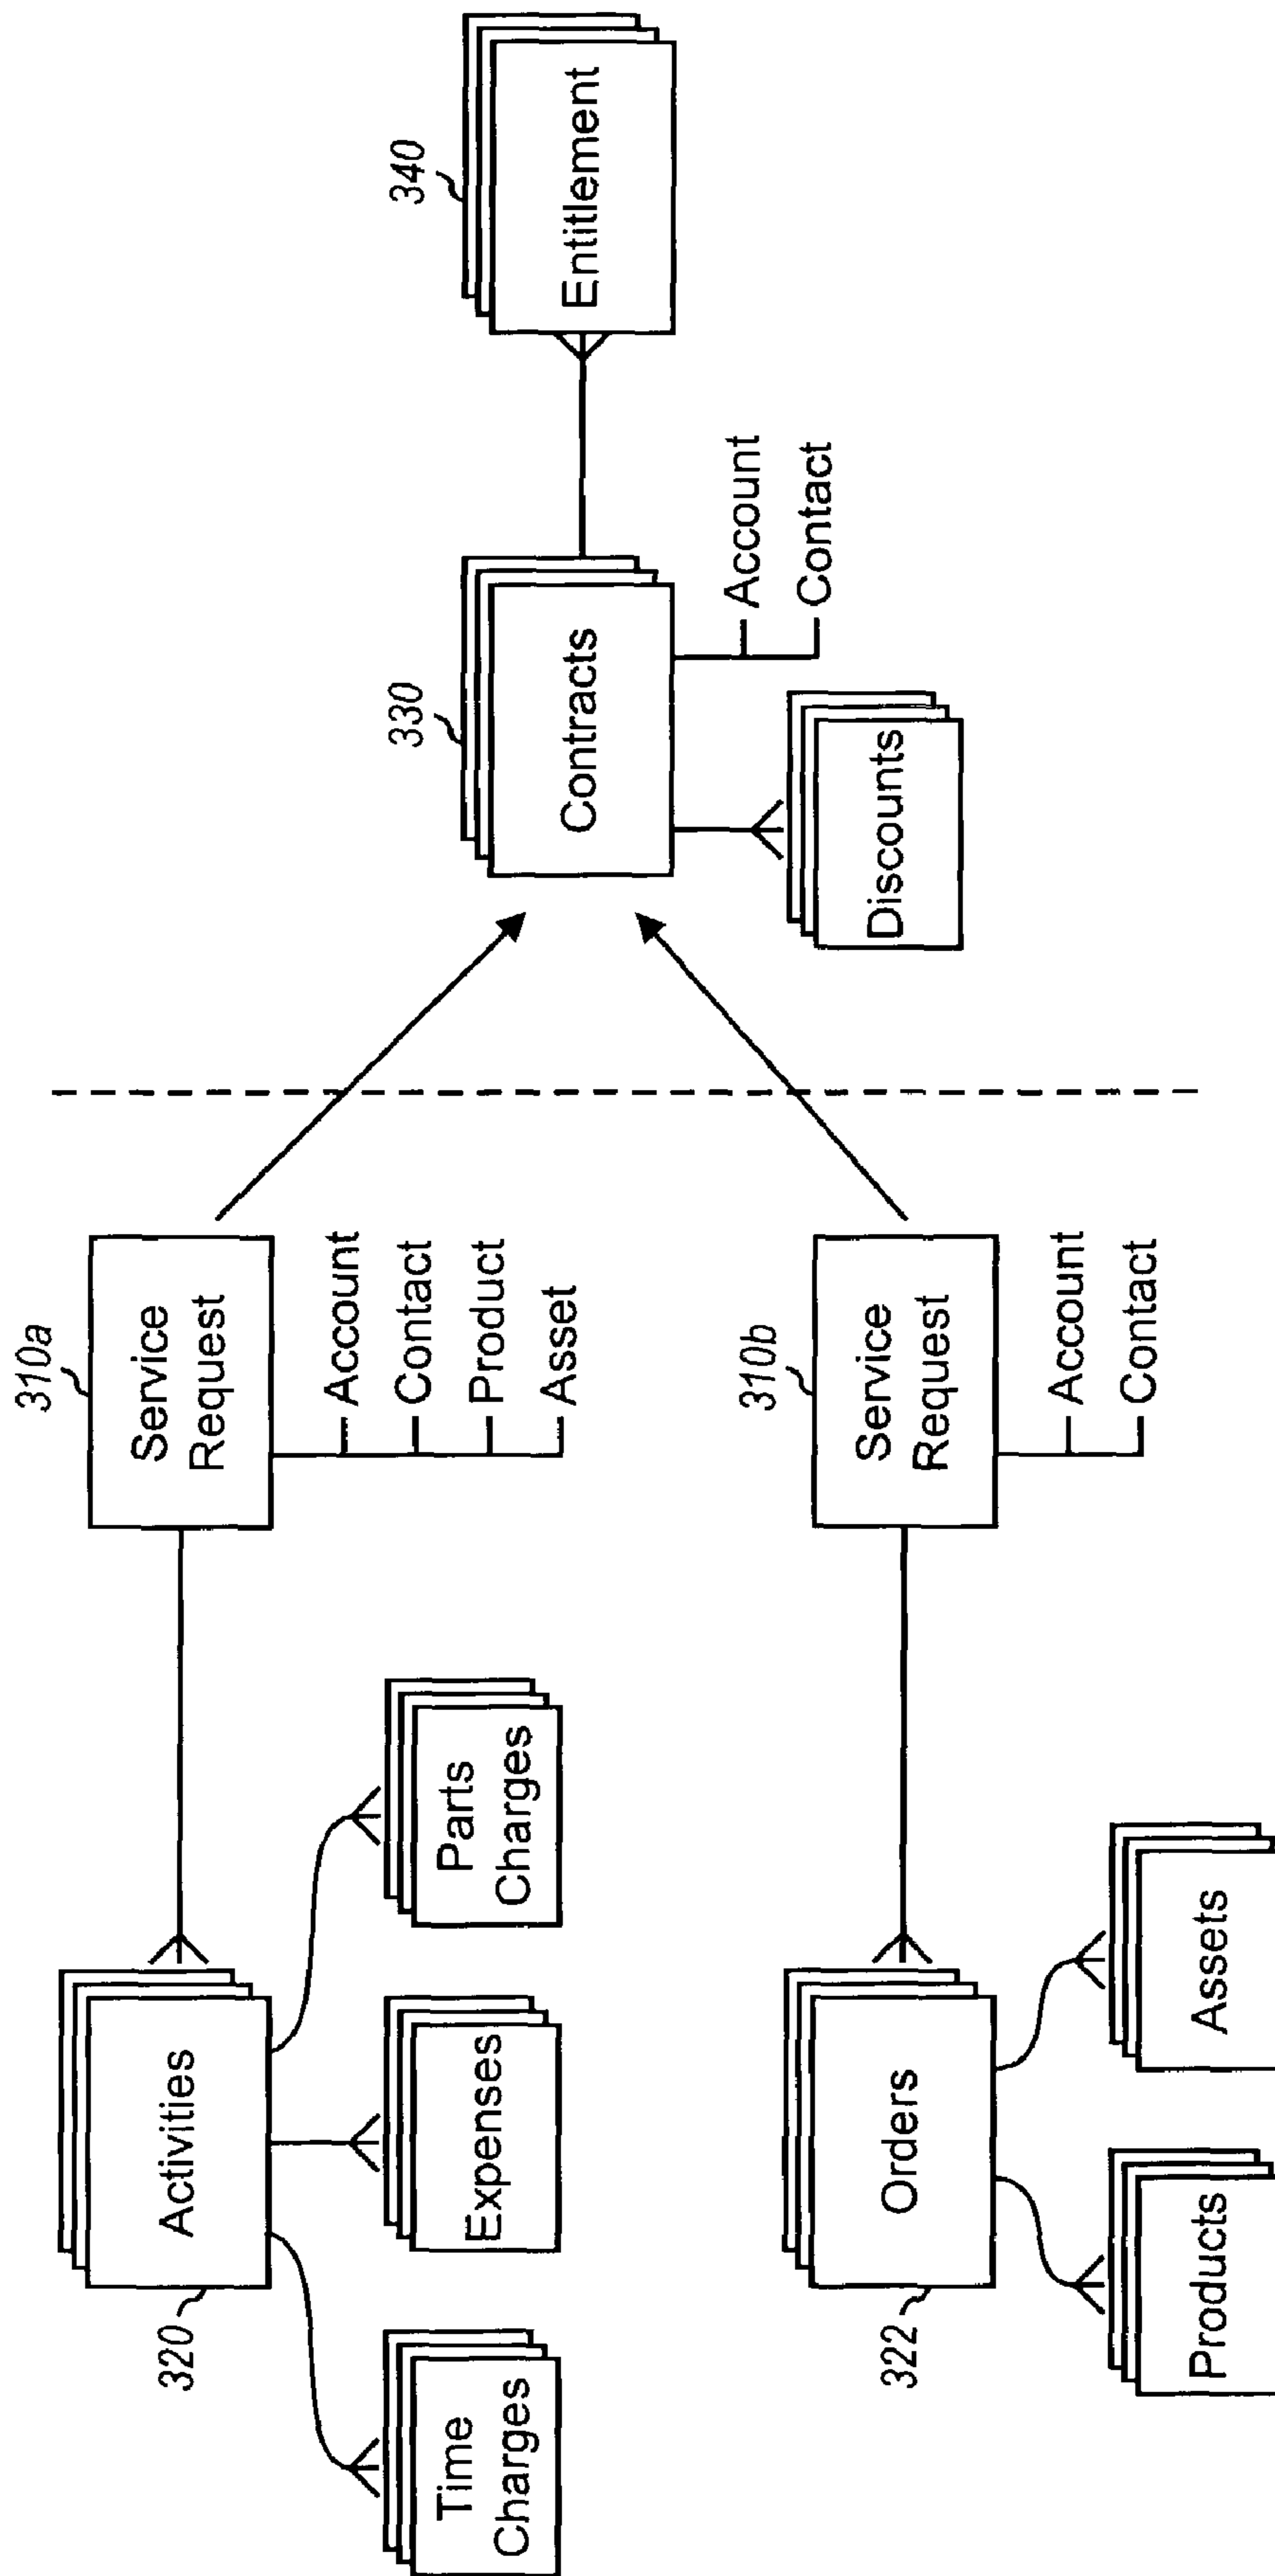 320
Activities
Time
Charges
Expenses
Parts
Charges
310a
Service
Request
Account
Contact
Product
Asset
322
Orders
Products
Assets
310b
Service
Request
Account
Contact
330
Contracts
Discounts
Account
Contact
340
Entitlement